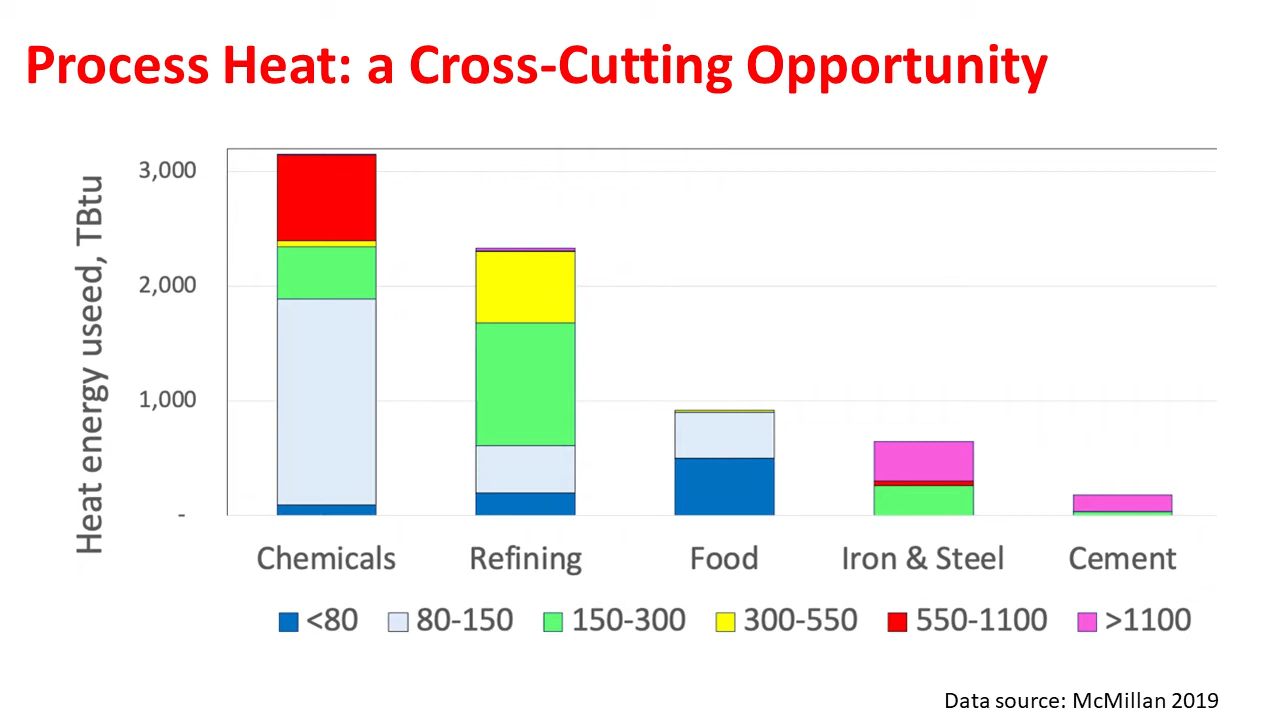 Process Heat: a Cross-Cutting Opportunity
Heat energy useed, TBtu
3,000
2,000
1,000
-
Chemicals Refining Food Iron & Steel Cement
<80 80-150 150-300 300-550 550-1100 >1100
Data source: McMillan 2019